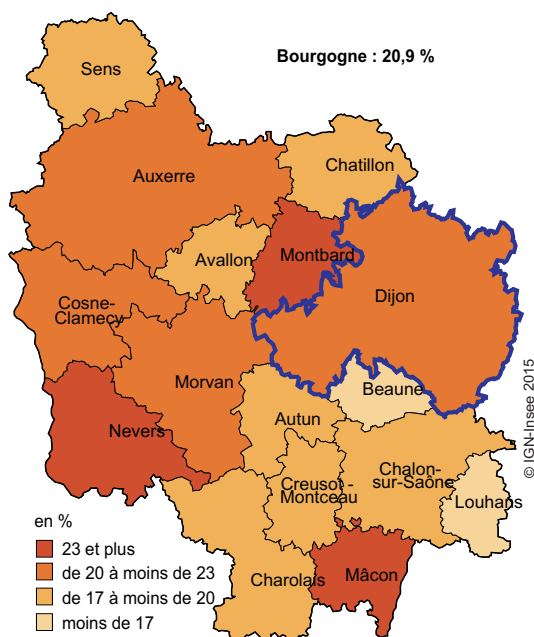 Bourgogne : 20,9 %
Sens
Auxerre
Chatillon
Avallon
Montbard
Dijon
Cosne-
Clamecy
Morvan
Beaune
Nevers
Autun
Creusot -
Montceau
Chalon-
sur-Saône
Louhans
Charolais
Mâcon
© IGN-Insee 2015
en %
23 et plus
de 20 à moins de 23
de 17 à moins de 20
moins de 17